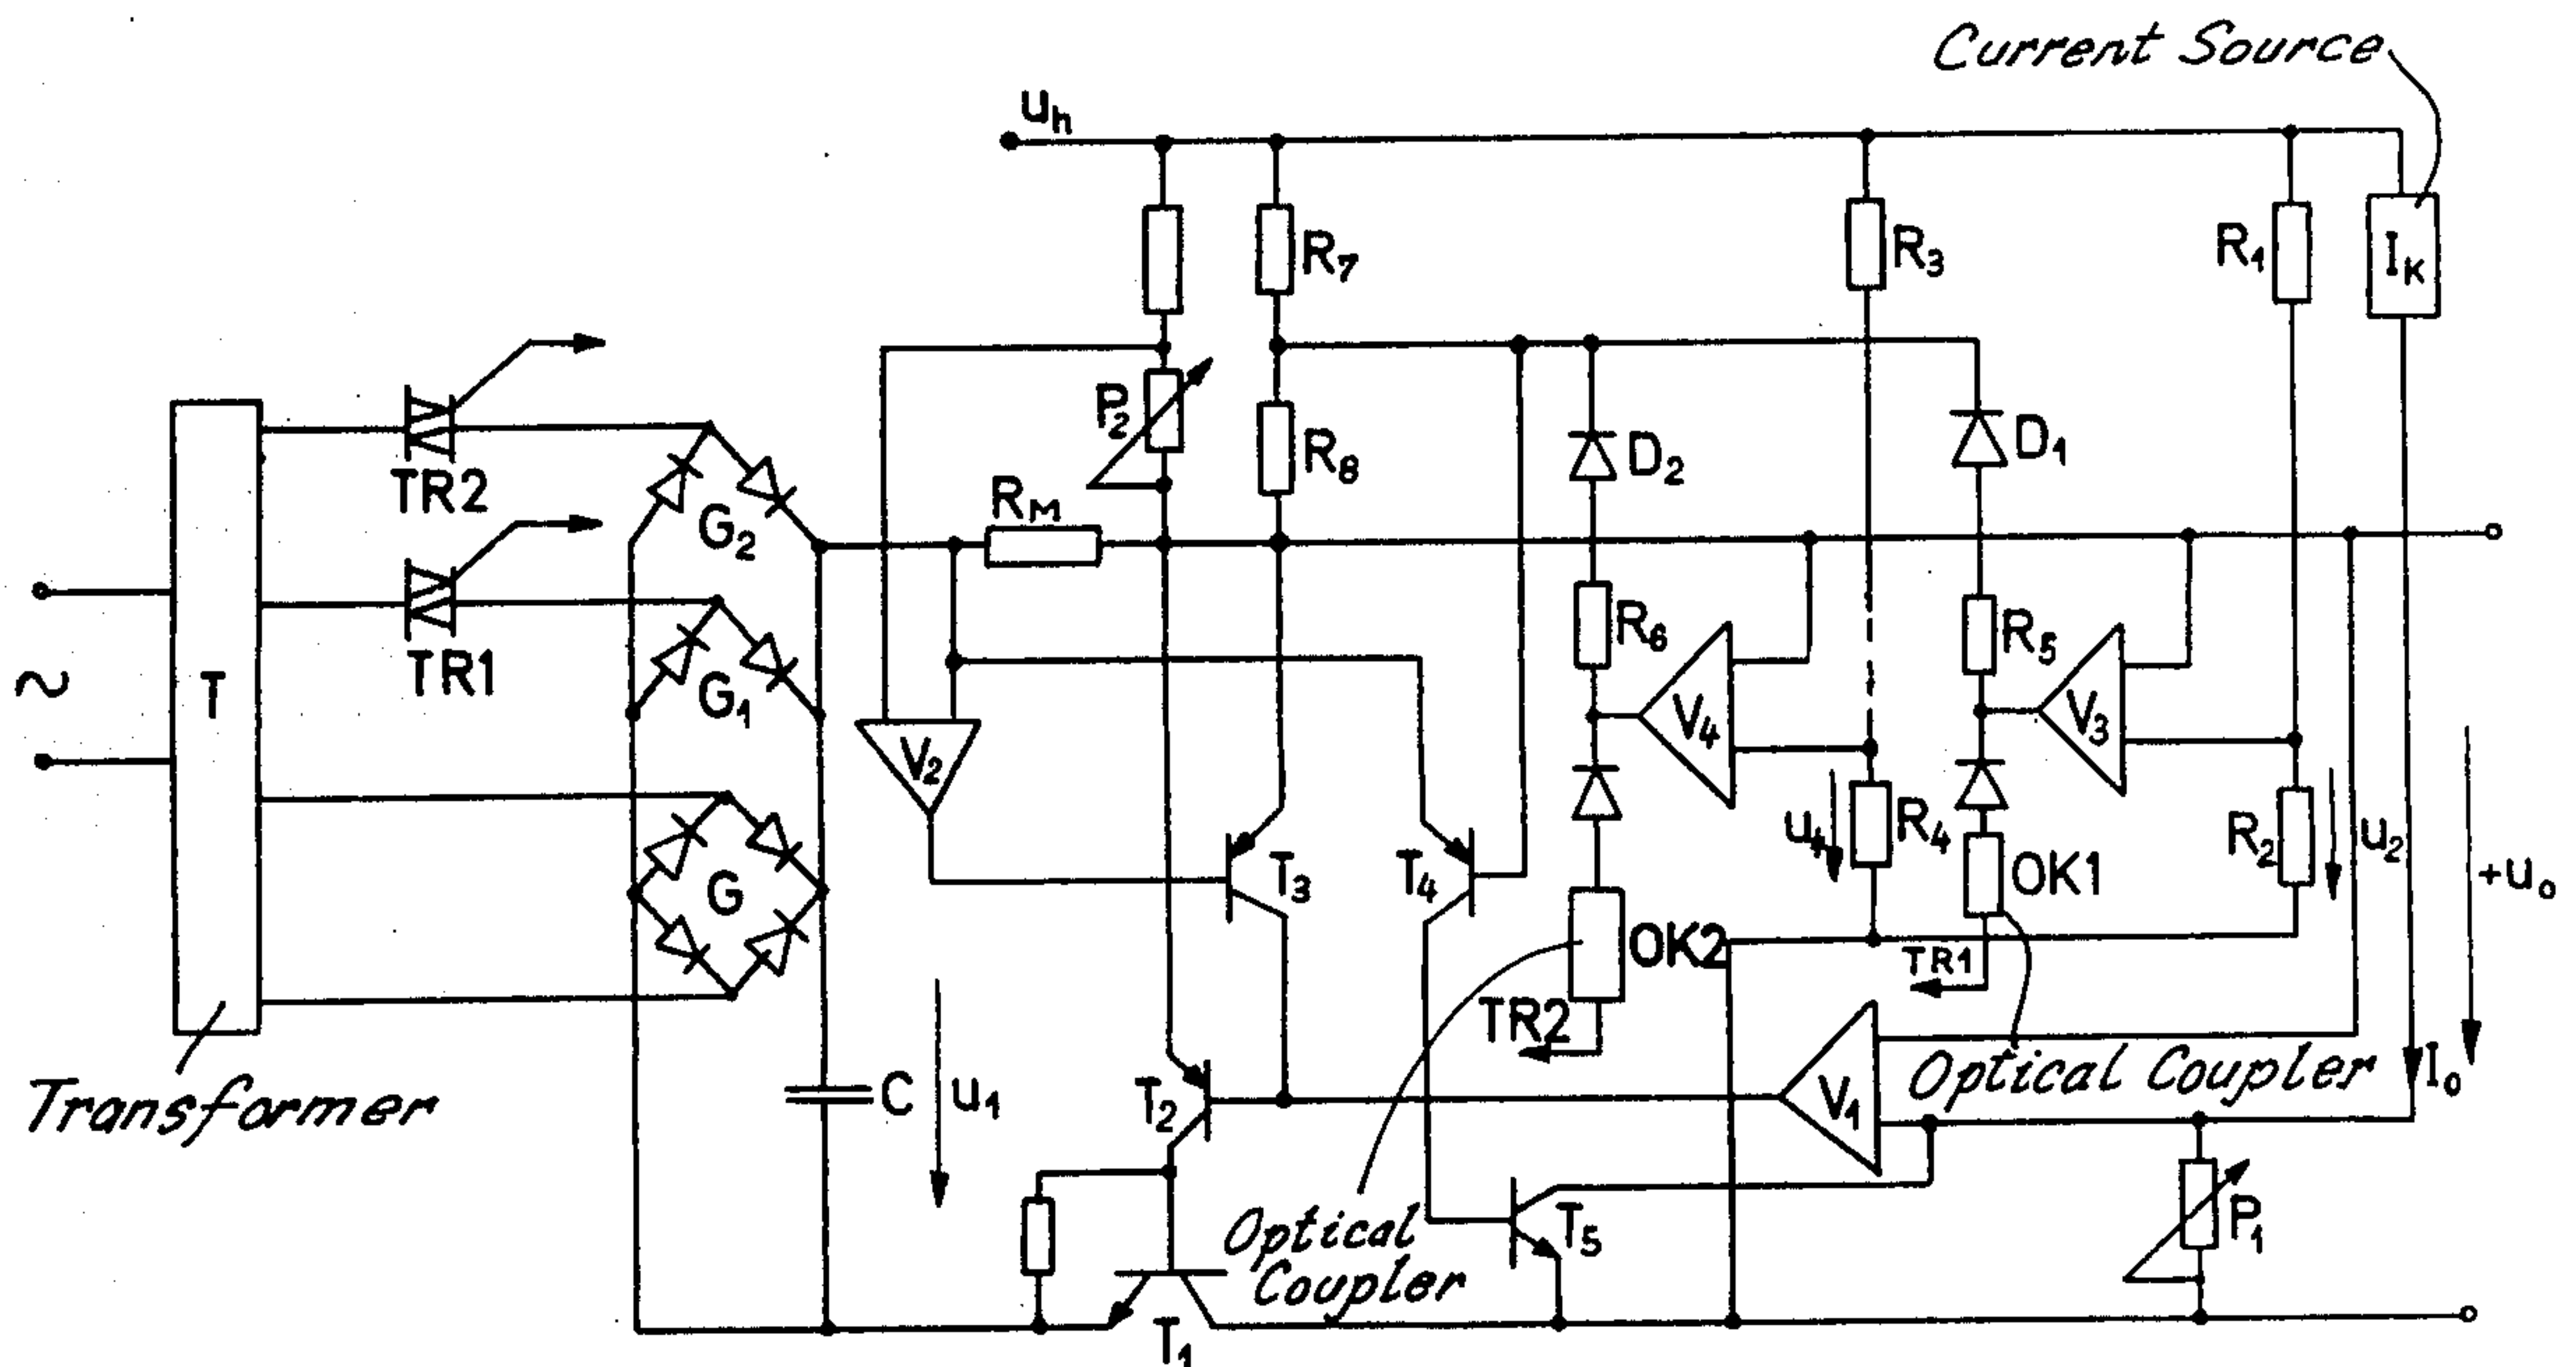 Current Source
uh
R7
R3
R1
IK
P2
TR2
D2
D1
R8
RM
G2
TR1
R6
R5
~
T
G1
V2
V4
V3
u4
R4
R2
u2
T3
T4
OK1
+uo
G
OK2
TR1
TR2
Transformer
C
u1
T2
V1
Optical Coupler
Io
Optical
Coupler
T5
P1
T1